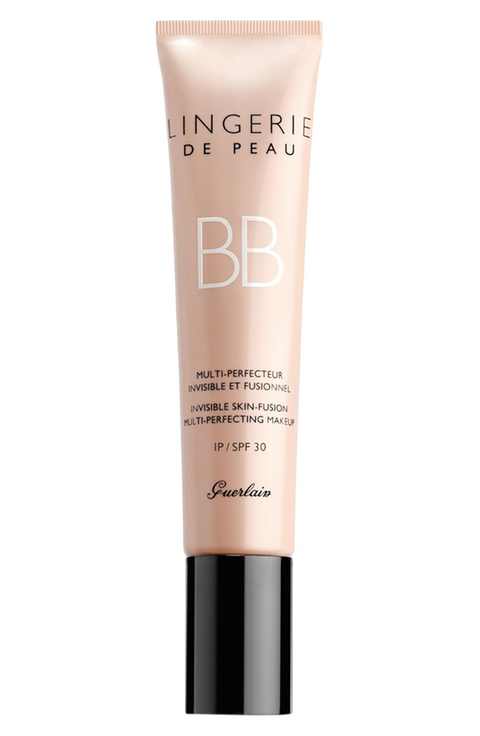 LINGERIE
DE PEAU
BB
MULTI-PERFECTEUR
INVISIBLE ET FUSIONNEL
INVISIBLE SKIN-FUSION
MULTI-PERFECTING MAKEUP
IP / SPF 30
Guerlain